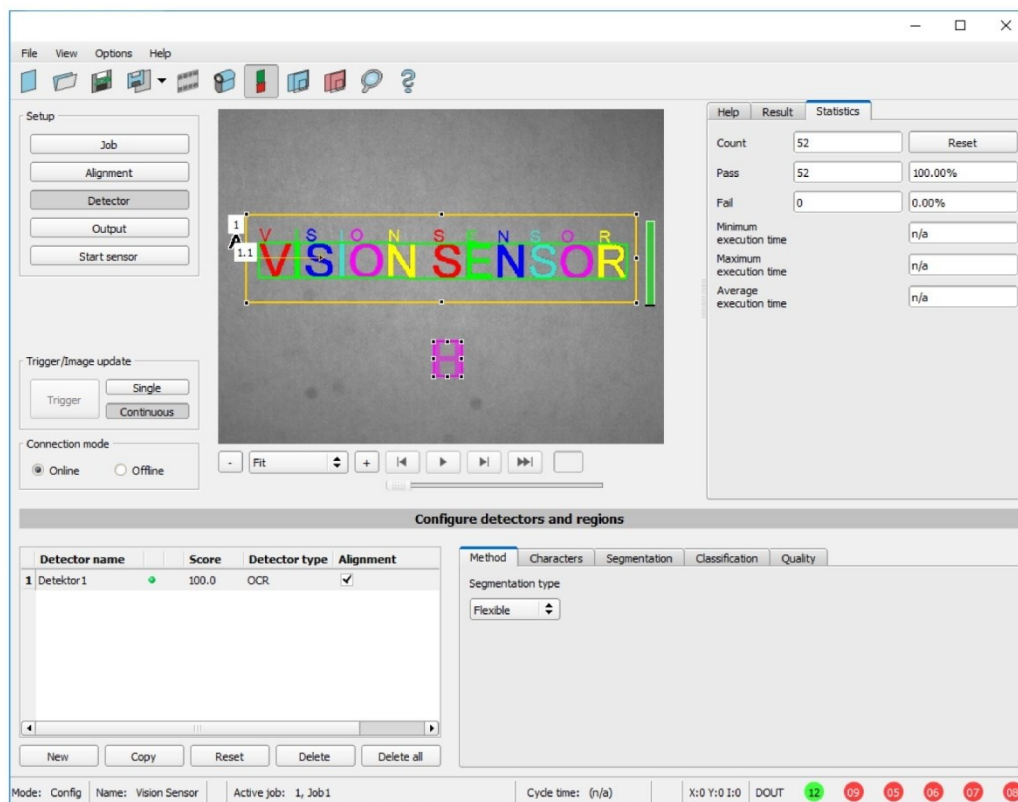 File View Options Help
Setup
Job
Alignment
Detector
Output
Start sensor
Trigger/Image update
Trigger
Single
Continuous
Connection mode
Online Offline
1
A
1.1
V I S I O N S E N S O R
VISION SENSOR
8
- Fit +
Help Result Statistics
Count 52 Reset
Pass 52 100.00%
Fail 0 0.00%
Minimum
execution time n/a
Maximum
execution time n/a
Average
execution time n/a
Configure detectors and regions
Detector name Score Detector type Alignment
1 Detektor1 100.0 OCR
New Copy Reset Delete Delete all
Method Characters Segmentation Classification Quality
Segmentation type
Flexible
Mode: Config Name: Vision Sensor Active job: 1, Job1 Cycle time: (n/a) X:0 Y:0 I:0 DOUT 12 09 05 06 07 08